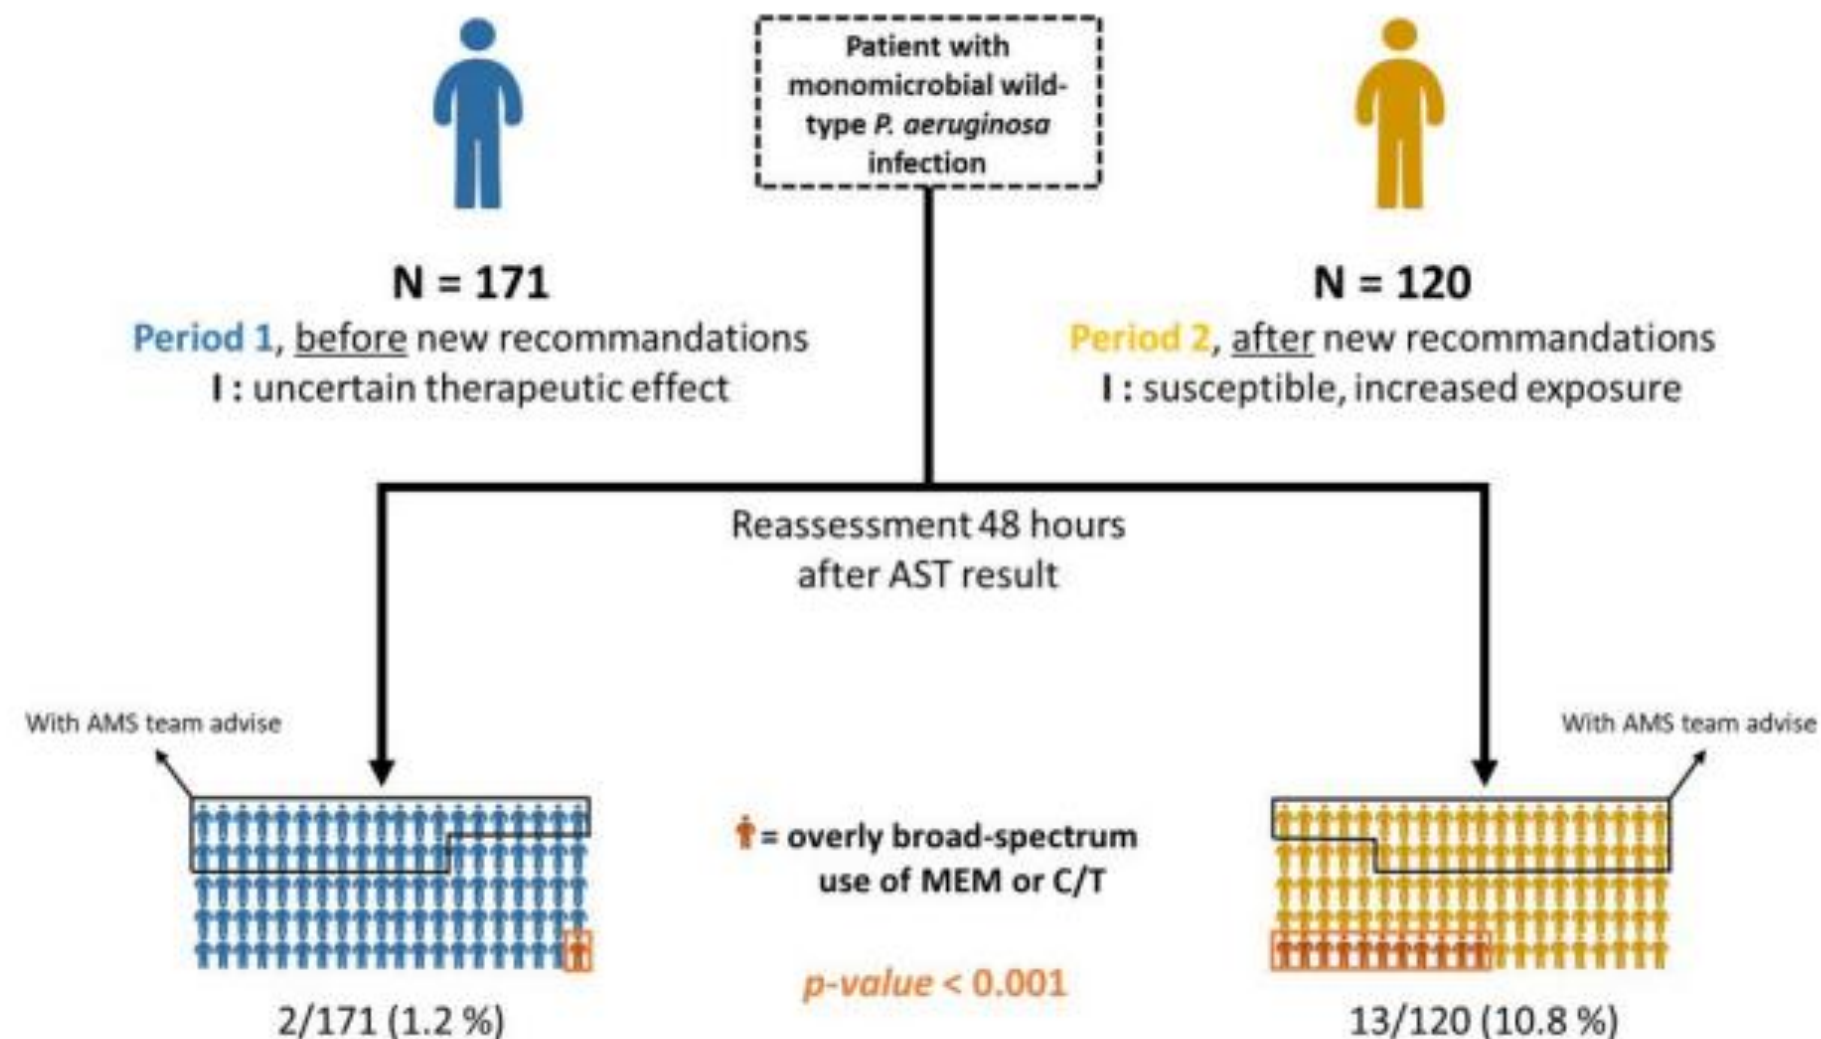 Patient with
monomicrobial wild-
type P. aeruginosa
infection
N = 171
Period 1, before new recommandations
I : uncertain therapeutic effect
N = 120
Period 2, after new recommandations
I : susceptible, increased exposure
Reassessment 48 hours
after AST result
With AMS team advise
With AMS team advise
= overly broad-spectrum
use of MEM or C/T
p-value < 0.001
2/171 (1.2 %)
13/120 (10.8 %)